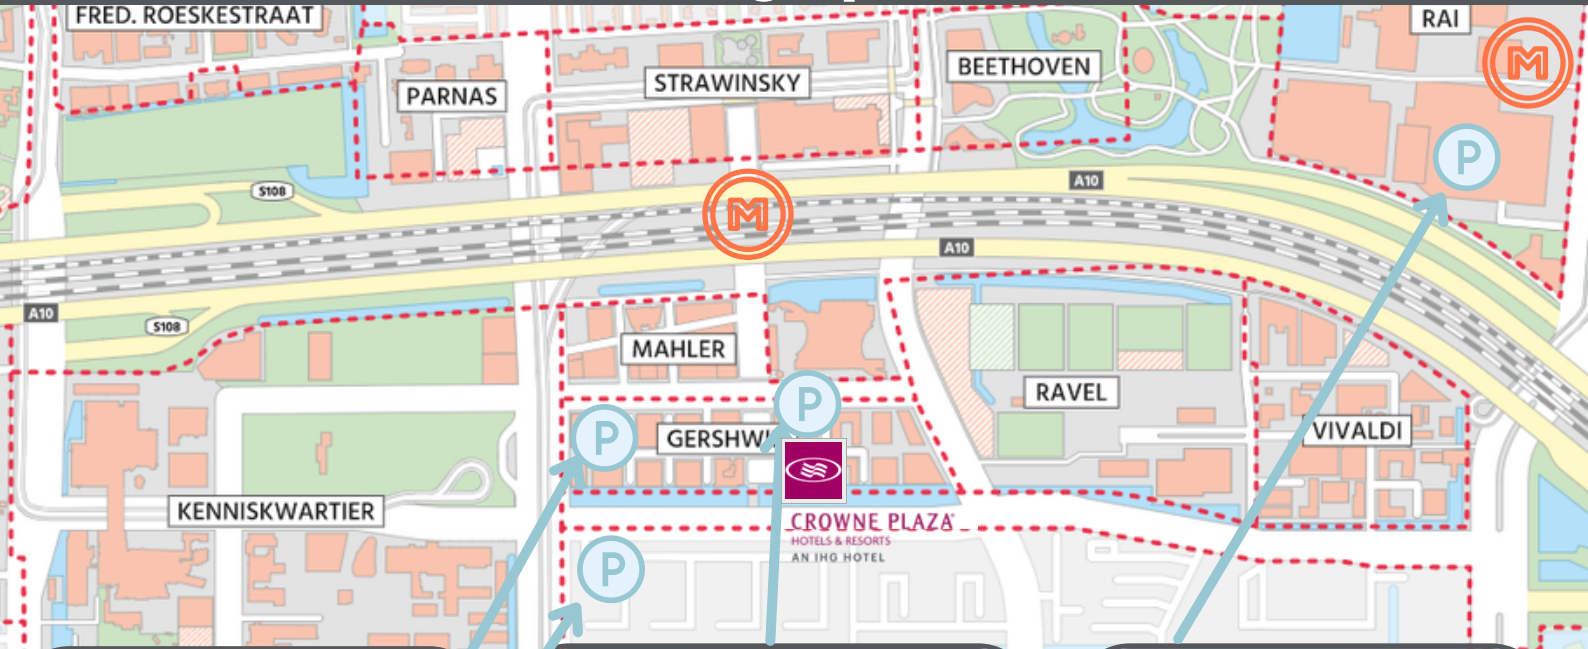 FRED. ROESKESTRAAT
RAI
M
BEETHOVEN
STRAWINSKY
PARNAS
P
S108
A10
M
A10
A10
S108
MAHLER
RAVEL
P
VIVALDI
P
GERSHWI
KENNISKWARTIER
CROWNE PLAZA
HOTELS & RESORTS
AN IHG HOTEL
P